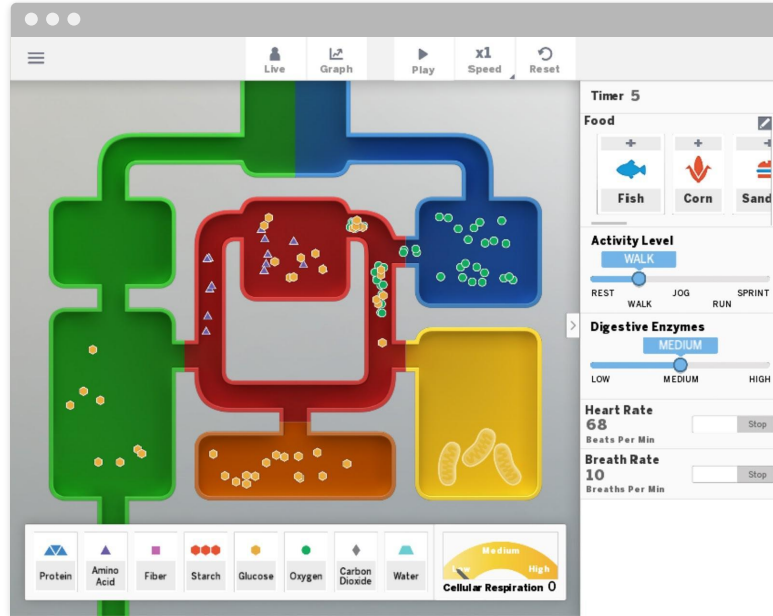 Live
Graph
Play
x1
Speed
Reset
Timer 5
Food
Fish
Corn
Sand
Activity Level
WALK
REST JOG SPRINT
WALK RUN
Digestive Enzymes
MEDIUM
LOW MEDIUM HIGH
Heart Rate
68
Beats Per Min
Stop
Breath Rate
10
Breaths Per Min
Stop
Protein
Amino
Acid
Fiber
Starch
Glucose
Oxygen
Carbon
Dioxide
Water
Medium
Low
High
Cellular Respiration 0